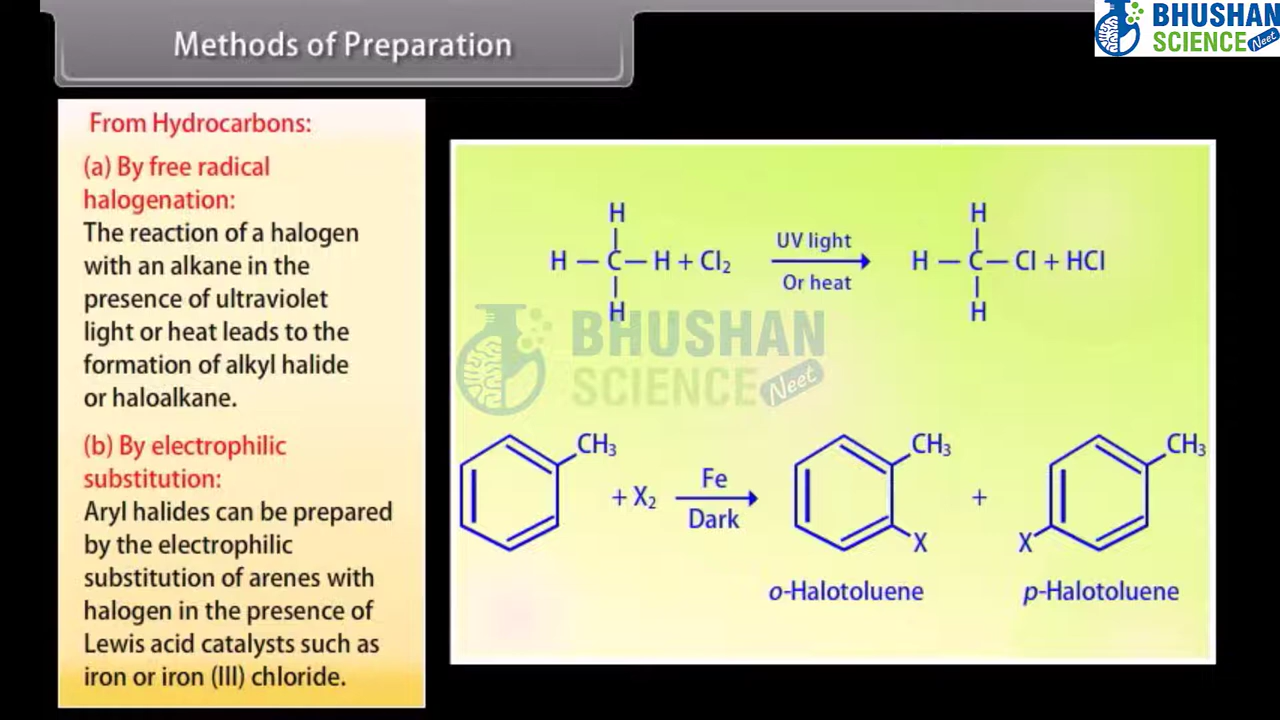 Methods of Preparation
BHUSHAN
SCIENCE Neet
From Hydrocarbons:
(a) By free radical
halogenation:
The reaction of a halogen
with an alkane in the
presence of ultraviolet
light or heat leads to the
formation of alkyl halide
or haloalkane.
(b) By electrophilic
substitution:
Aryl halides can be prepared
by the electrophilic
substitution of arenes with
halogen in the presence of
Lewis acid catalysts such as
iron or iron (III) chloride.
H H
UV light
H — C — H + Cl₂ H — C — Cl + HCl
Or heat
H H
BHUSHAN
SCIENCE Neet
CH₃ CH₃ CH₃
Fe
+ X₂ +
Dark
X X
o-Halotoluene p-Halotoluene